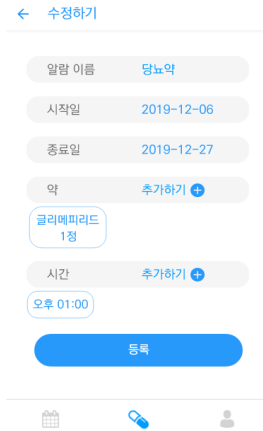 수정하기
알람 이름 당뇨약
시작일 2019-12-06
종료일 2019-12-27
약 추가하기
글리메피리드
1정
시간 추가하기
오후 01:00
등록